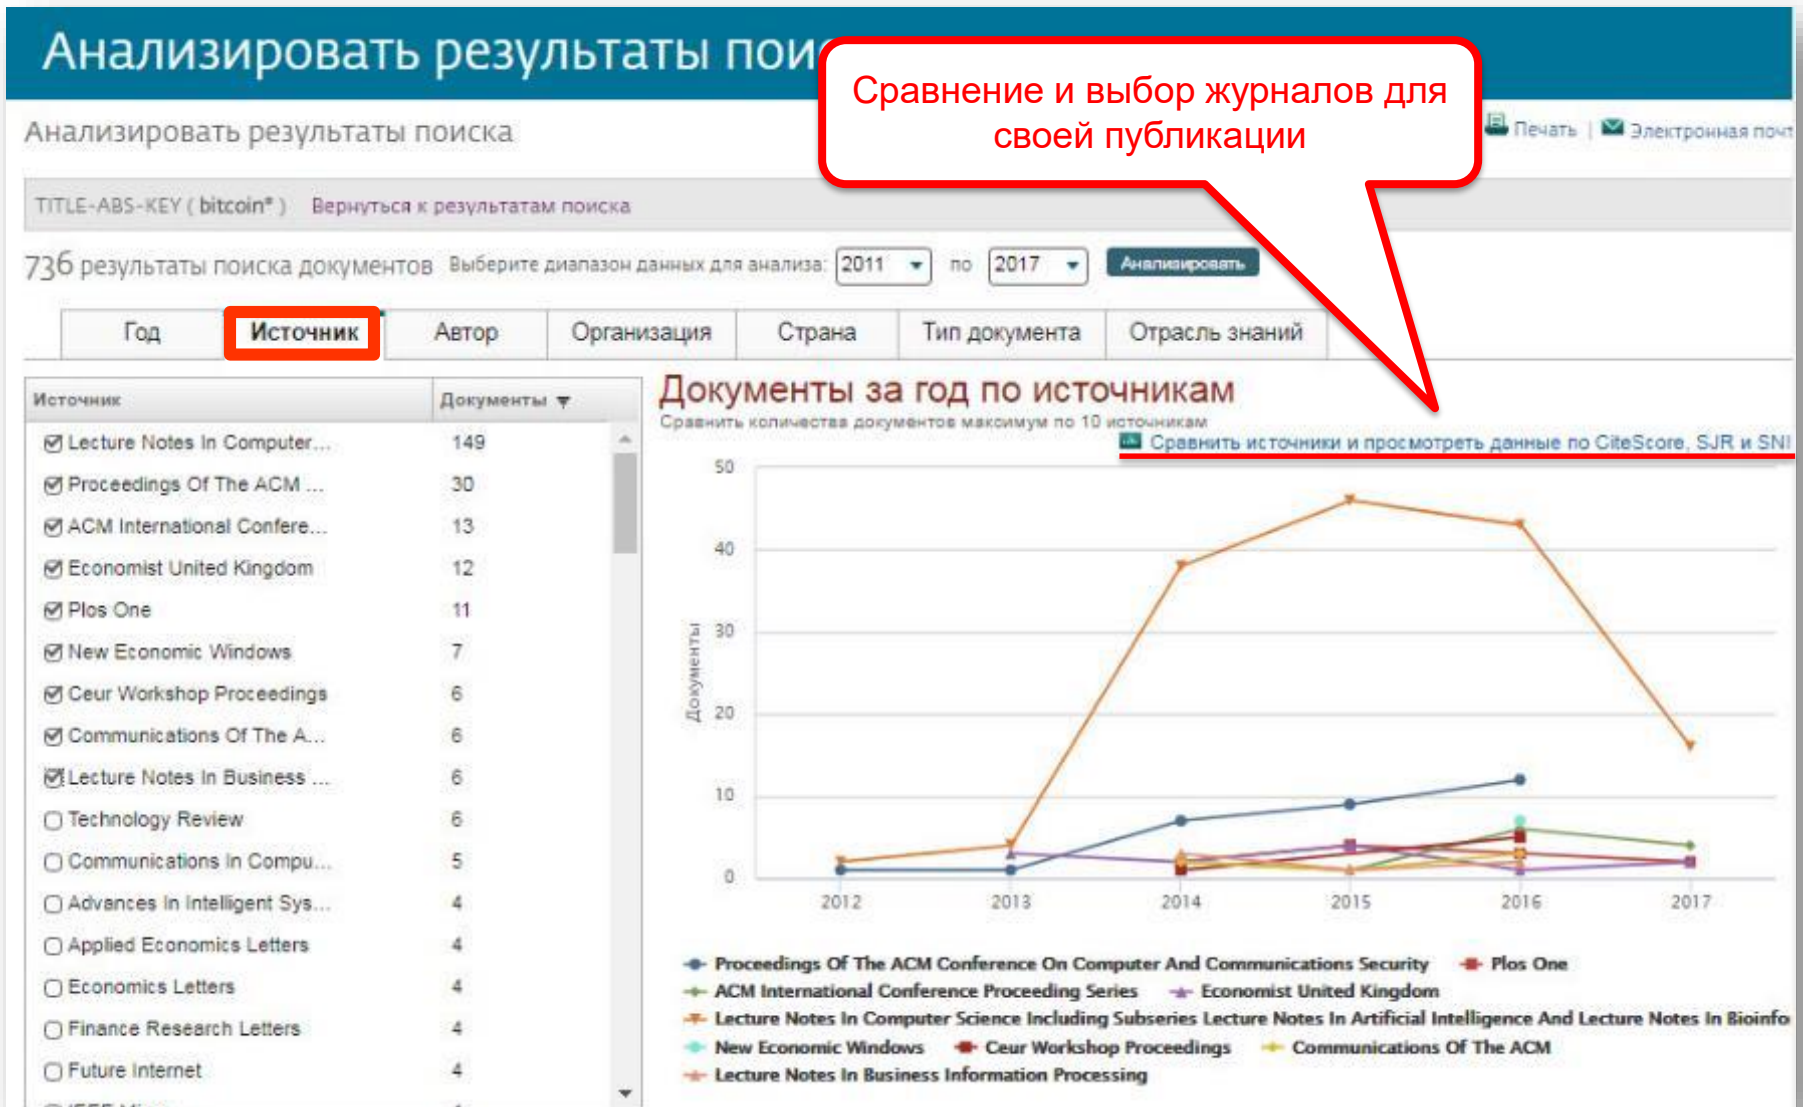 Анализировать результаты пои
Сравнение и выбор журналов для
своей публикации
Анализировать результаты поиска
Печать | Электронная почт
TITLE-ABS-KEY ( bitcoin* ) Вернуться к результатам поиска
736 результаты поиска документов Выберите диапазон данных для анализа: 2011 по 2017 Анализировать
Год Источник Автор Организация Страна Тип документа Отрасль знаний
Источник Документы
Lecture Notes In Computer... 149
Proceedings Of The ACM ... 30
ACM International Confere... 13
Economist United Kingdom 12
Plos One 11
New Economic Windows 7
Ceur Workshop Proceedings 6
Communications Of The A... 6
Lecture Notes In Business ... 6
Technology Review 6
Communications In Compu... 5
Advances In Intelligent Sys... 4
Applied Economics Letters 4
Economics Letters 4
Finance Research Letters 4
Future Internet 4
Документы за год по источникам
Сравнить количества документов максимум по 10 источникам
Сравнить источники и просмотреть данные по CiteScore, SJR и SNI
50
40
30
20
10
0
Документы
2012 2013 2014 2015 2016 2017
Proceedings Of The ACM Conference On Computer And Communications Security Plos One
ACM International Conference Proceeding Series Economist United Kingdom
Lecture Notes In Computer Science Including Subseries Lecture Notes In Artificial Intelligence And Lecture Notes In Bioinfo
New Economic Windows Ceur Workshop Proceedings Communications Of The ACM
Lecture Notes In Business Information Processing